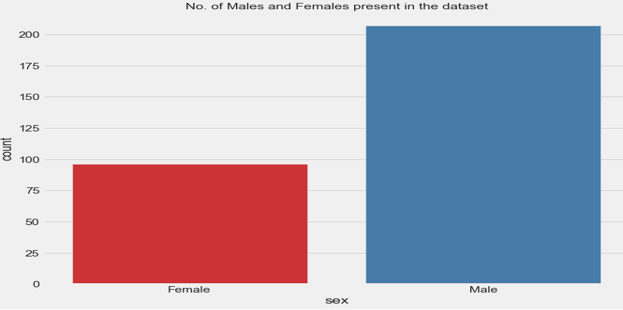 No. of Males and Females present in the dataset
200
175
150
125
100
75
50
25
0
count
Female
Male
sex